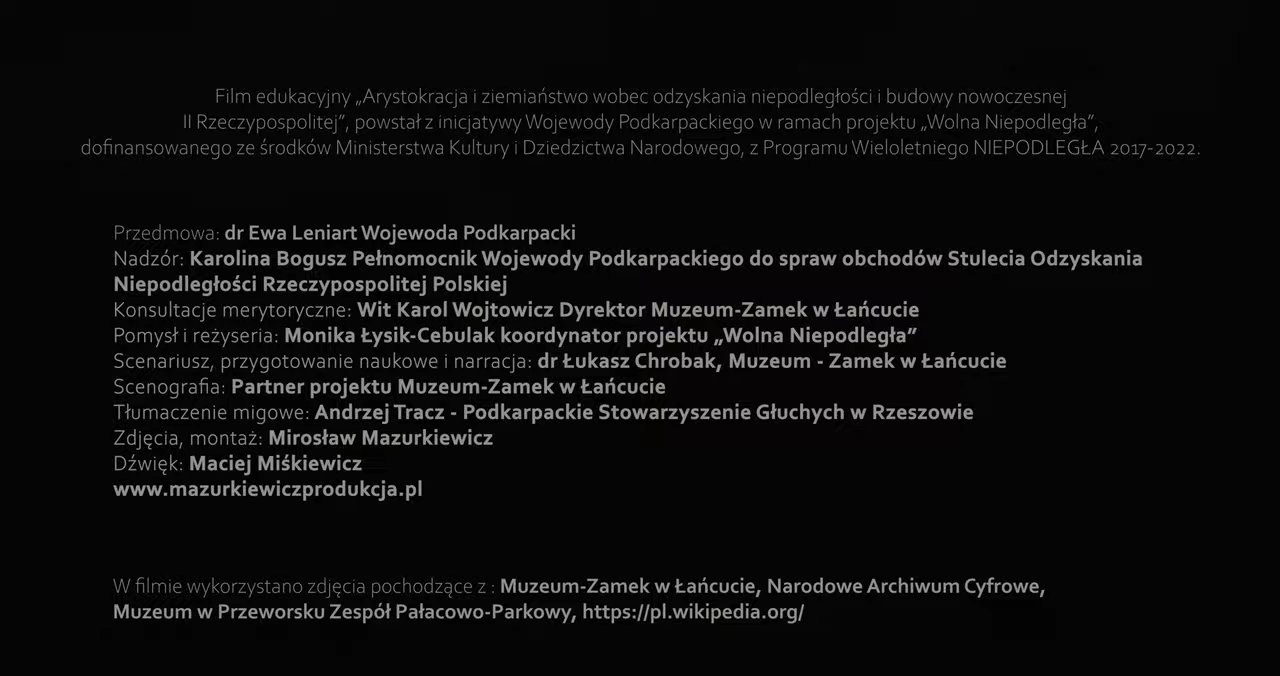 Film edukacyjny „Arystokracja i ziemiaństwo wobec odzyskania niepodległości i budowy nowoczesnej
II Rzeczypospolitej”, powstał z inicjatywy Wojewody Podkarpackiego w ramach projektu „Wolna Niepodległa”,
dofinansowanego ze środków Ministerstwa Kultury i Dziedzictwa Narodowego, z Programu Wieloletniego NIEPODLEGŁA 2017-2022.
Przedmowa: dr Ewa Leniart Wojewoda Podkarpacki
Nadzór: Karolina Bogusz Pełnomocnik Wojewody Podkarpackiego do spraw obchodów Stulecia Odzyskania
Niepodległości Rzeczypospolitej Polskiej
Konsultacje merytoryczne: Wit Karol Wojtowicz Dyrektor Muzeum-Zamek w Łańcucie
Pomysł i reżyseria: Monika Łysik-Cebulak koordynator projektu „Wolna Niepodległa”
Scenariusz, przygotowanie naukowe i narracja: dr Łukasz Chrobak, Muzeum - Zamek w Łańcucie
Scenografia: Partner projektu Muzeum-Zamek w Łańcucie
Tłumaczenie migowe: Andrzej Tracz - Podkarpackie Stowarzyszenie Głuchych w Rzeszowie
Zdjęcia, montaż: Mirosław Mazurkiewicz
Dźwięk: Maciej Miśkiewicz
www.mazurkiewiczprodukcja.pl
W filmie wykorzystano zdjęcia pochodzące z : Muzeum-Zamek w Łańcucie, Narodowe Archiwum Cyfrowe,
Muzeum w Przeworsku Zespół Pałacowo-Parkowy, https://pl.wikipedia.org/